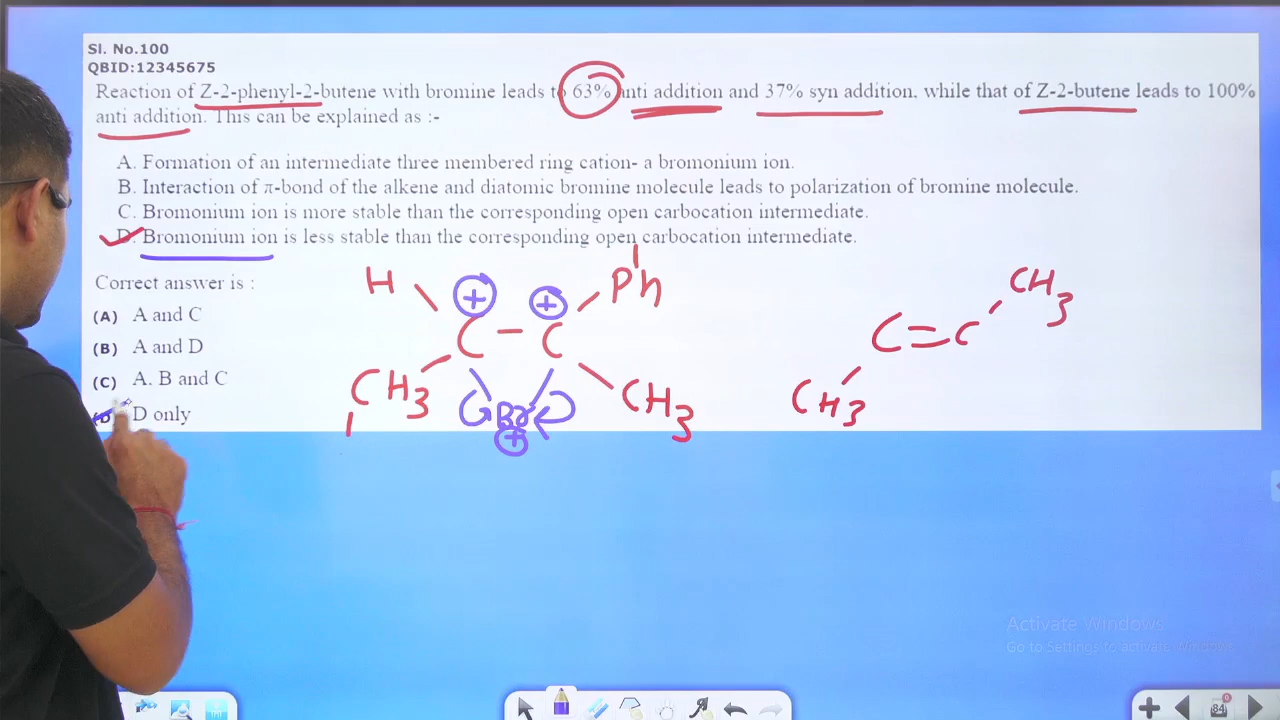 Sl. No.100
QBID:12345675
Reaction of Z-2-phenyl-2-butene with bromine leads to 63% anti addition and 37% syn addition, while that of Z-2-butene leads to 100%
anti addition. This can be explained as :-
A. Formation of an intermediate three membered ring cation- a bromonium ion.
B. Interaction of π-bond of the alkene and diatomic bromine molecule leads to polarization of bromine molecule.
C. Bromonium ion is more stable than the corresponding open carbocation intermediate.
D. Bromonium ion is less stable than the corresponding open carbocation intermediate.
Correct answer is :
(A) A and C
(B) A and D
(C) A. B and C
(D) D only
H + + Ph
C - C
CH3 Br CH3
+
CH3
C=C
CH3
Activate Windows
Go to Settings to activate Windows.
84